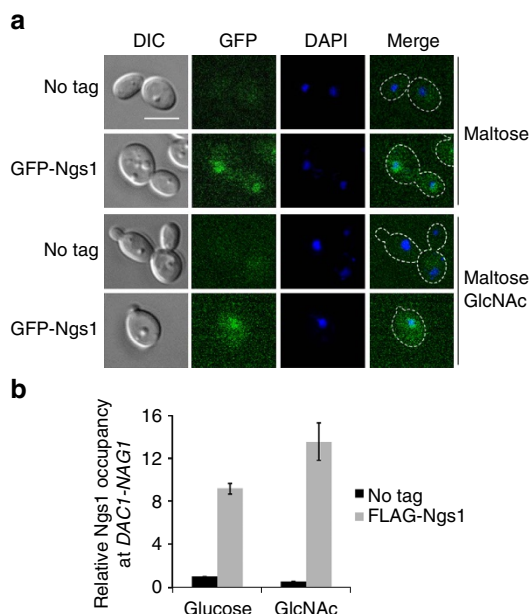 a
DIC GFP DAPI Merge
No tag
GFP-Ngs1
Maltose
No tag
GFP-Ngs1
Maltose
GlcNAc
b
Relative Ngs1 occupancy
at DAC1-NAG1
16
12
8
4
0
No tag
FLAG-Ngs1
Glucose GlcNAc